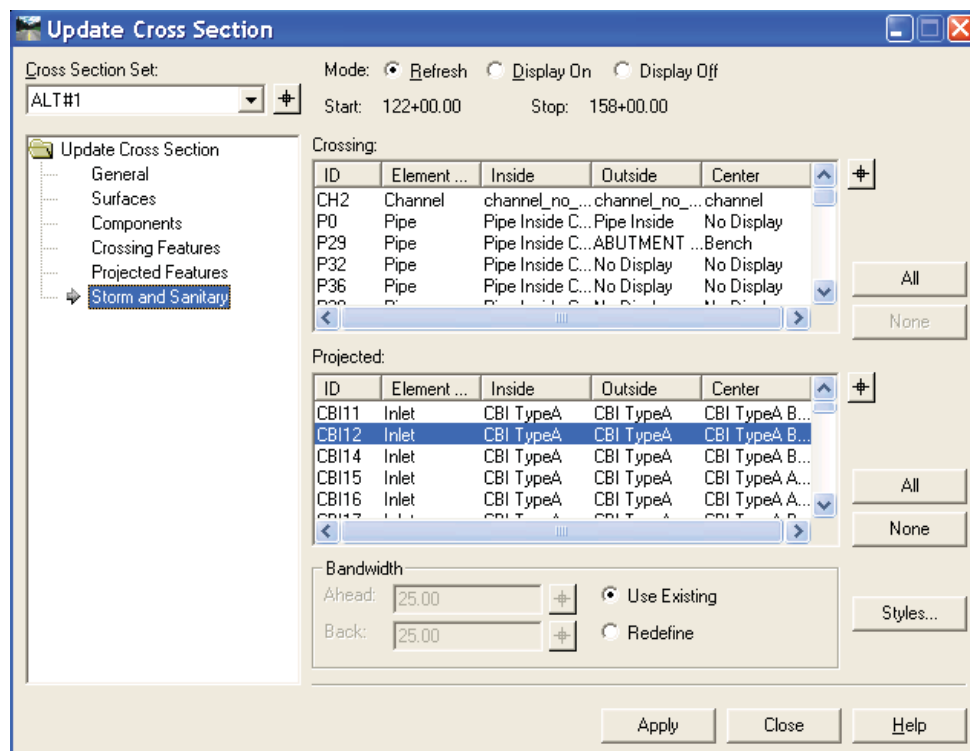 Update Cross Section
Cross Section Set:
ALT#1
Mode: Refresh Display On Display Off
Start: 122+00.00 Stop: 158+00.00
Update Cross Section
General
Surfaces
Components
Crossing Features
Projected Features
Storm and Sanitary
Crossing:
ID Element ... Inside Outside Center
CH2 Channel channel_no_... channel_no_... channel
P0 Pipe Pipe Inside C... Pipe Inside No Display
P29 Pipe Pipe Inside C... ABUTMENT ... Bench
P32 Pipe Pipe Inside C... No Display No Display
P36 Pipe Pipe Inside C... No Display No Display
All
None
Projected:
ID Element ... Inside Outside Center
CBI11 Inlet CBI TypeA CBI TypeA CBI TypeA B...
CBI12 Inlet CBI TypeA CBI TypeA CBI TypeA B...
CBI14 Inlet CBI TypeA CBI TypeA CBI TypeA B...
CBI15 Inlet CBI TypeA CBI TypeA CBI TypeA A...
CBI16 Inlet CBI TypeA CBI TypeA CBI TypeA A...
All
None
Bandwidth
Ahead: 25.00 Use Existing
Back: 25.00 Redefine
Styles...
Apply Close Help